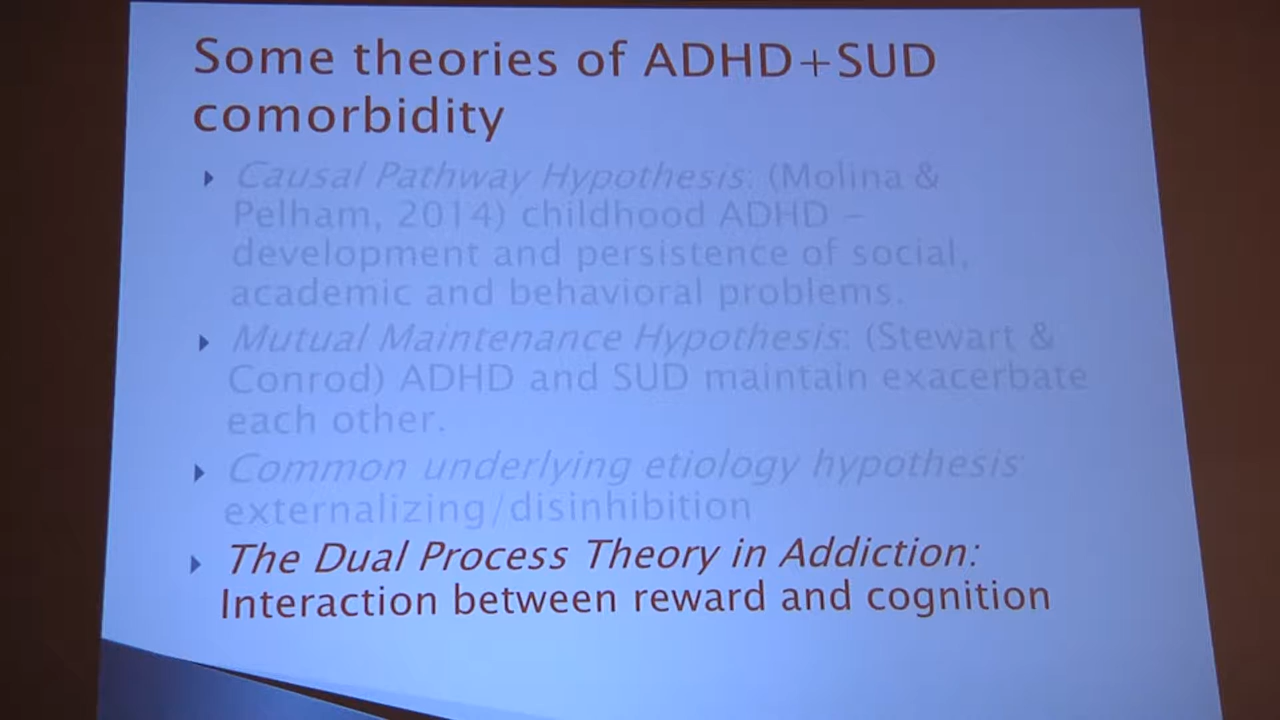 Some theories of ADHD+SUD
comorbidity
Causal Pathway Hypothesis: (Molina &
Pelham, 2014) childhood ADHD –
development and persistence of social,
academic and behavioral problems.
Mutual Maintenance Hypothesis: (Stewart &
Conrod) ADHD and SUD maintain exacerbate
each other.
Common underlying etiology hypothesis
externalizing/disinhibition
The Dual Process Theory in Addiction:
Interaction between reward and cognition